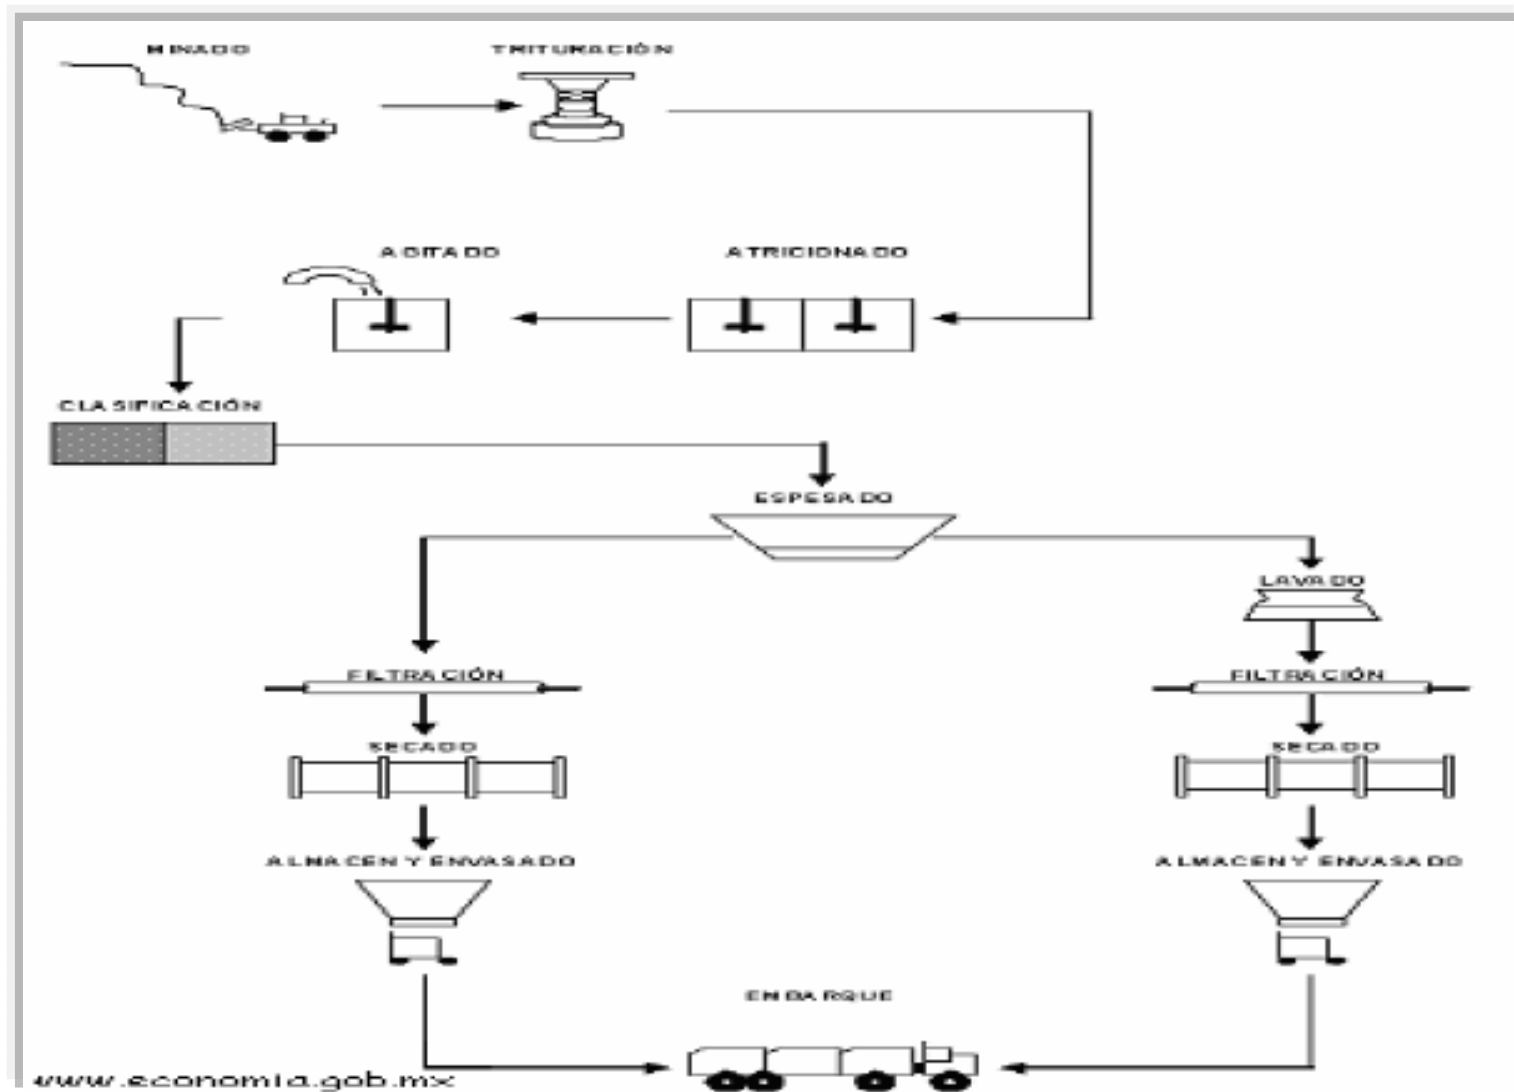 MINADO
TRITURACIÓN
AGITADO
ATRICIONADO
CLASIFICACIÓN
ESPESADO
LAVADO
FILTRACIÓN
FILTRACIÓN
SECADO
SECADO
ALMACEN Y ENVASADO
ALMACEN Y ENVASADO
EMBARQUE
www.economia.gob.mx